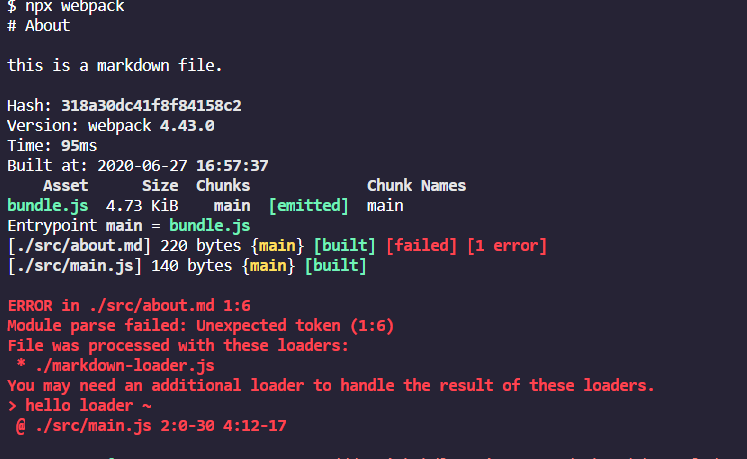 $ npx webpack
# About
this is a markdown file.
Hash: 318a30dc41f8f84158c2
Version: webpack 4.43.0
Time: 95ms
Built at: 2020-06-27 16:57:37
Asset Size Chunks Chunk Names
bundle.js 4.73 KiB main [emitted] main
Entrypoint main = bundle.js
[./src/about.md] 220 bytes {main} [built] [failed] [1 error]
[./src/main.js] 140 bytes {main} [built]
ERROR in ./src/about.md 1:6
Module parse failed: Unexpected token (1:6)
File was processed with these loaders:
* ./markdown-loader.js
You may need an additional loader to handle the result of these loaders.
> hello loader ~
@ ./src/main.js 2:0-30 4:12-17